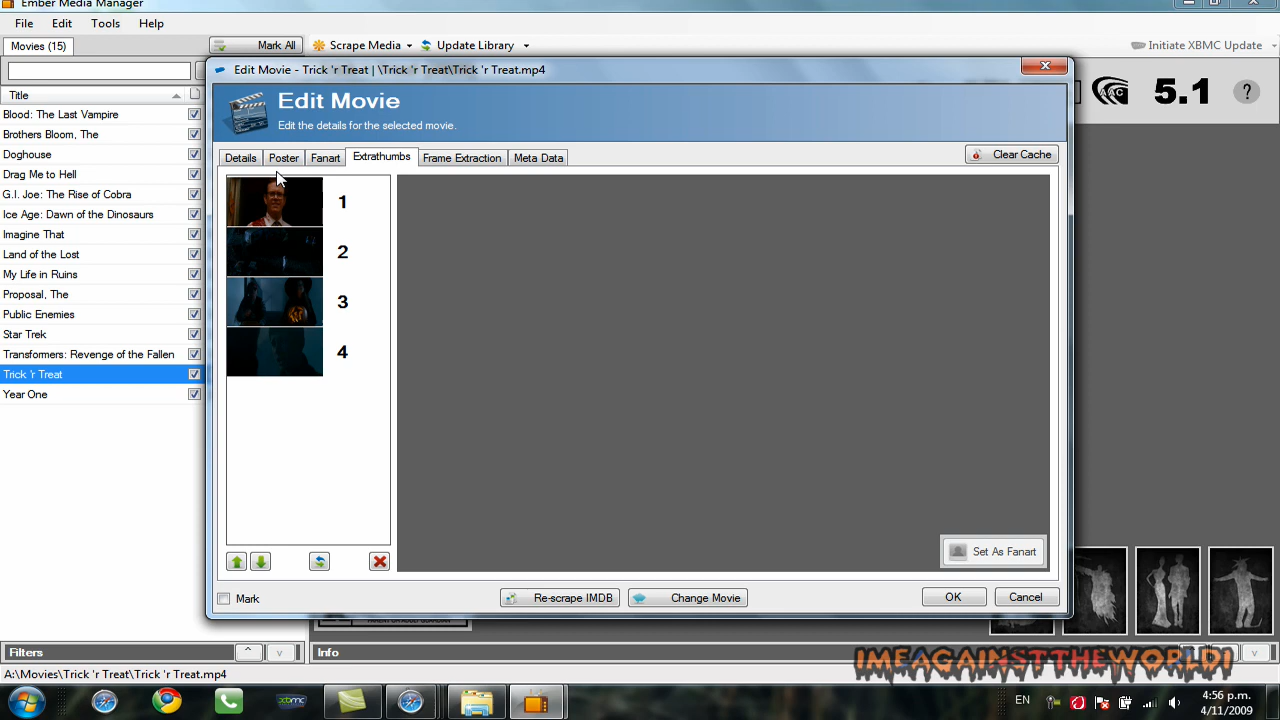 Ember Media Manager
File Edit Tools Help
Movies (15)
Mark All
Scrape Media
Update Library
Initiate XBMC Update
Edit Movie - Trick 'r Treat | \Trick 'r Treat\Trick 'r Treat.mp4
Edit Movie
Edit the details for the selected movie.
5.1
?
Title
Blood: The Last Vampire
Brothers Bloom, The
Doghouse
Drag Me to Hell
G.I. Joe: The Rise of Cobra
Ice Age: Dawn of the Dinosaurs
Imagine That
Land of the Lost
My Life in Ruins
Proposal, The
Public Enemies
Star Trek
Transformers: Revenge of the Fallen
Trick 'r Treat
Year One
Details Poster Fanart Extrathumbs Frame Extraction Meta Data
Clear Cache
1
2
3
4
Set As Fanart
Mark
Re-scrape IMDB
Change Movie
OK
Cancel
Filters
Info
A:\Movies\Trick 'r Treat\Trick 'r Treat.mp4
IMEAGAINSTTHEWORLD1
xbmc
EN
4:56 p.m.
4/11/2009